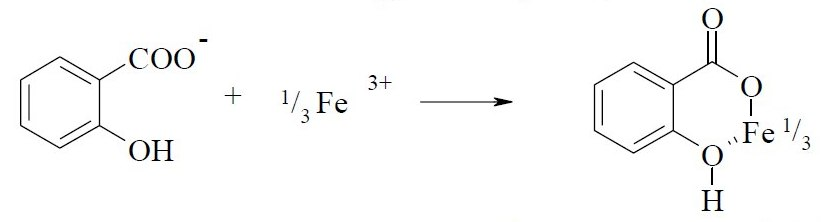 COO⁻
OH
+
¹/₃ Fe ³⁺
O
O
Fe ¹/₃
O
H